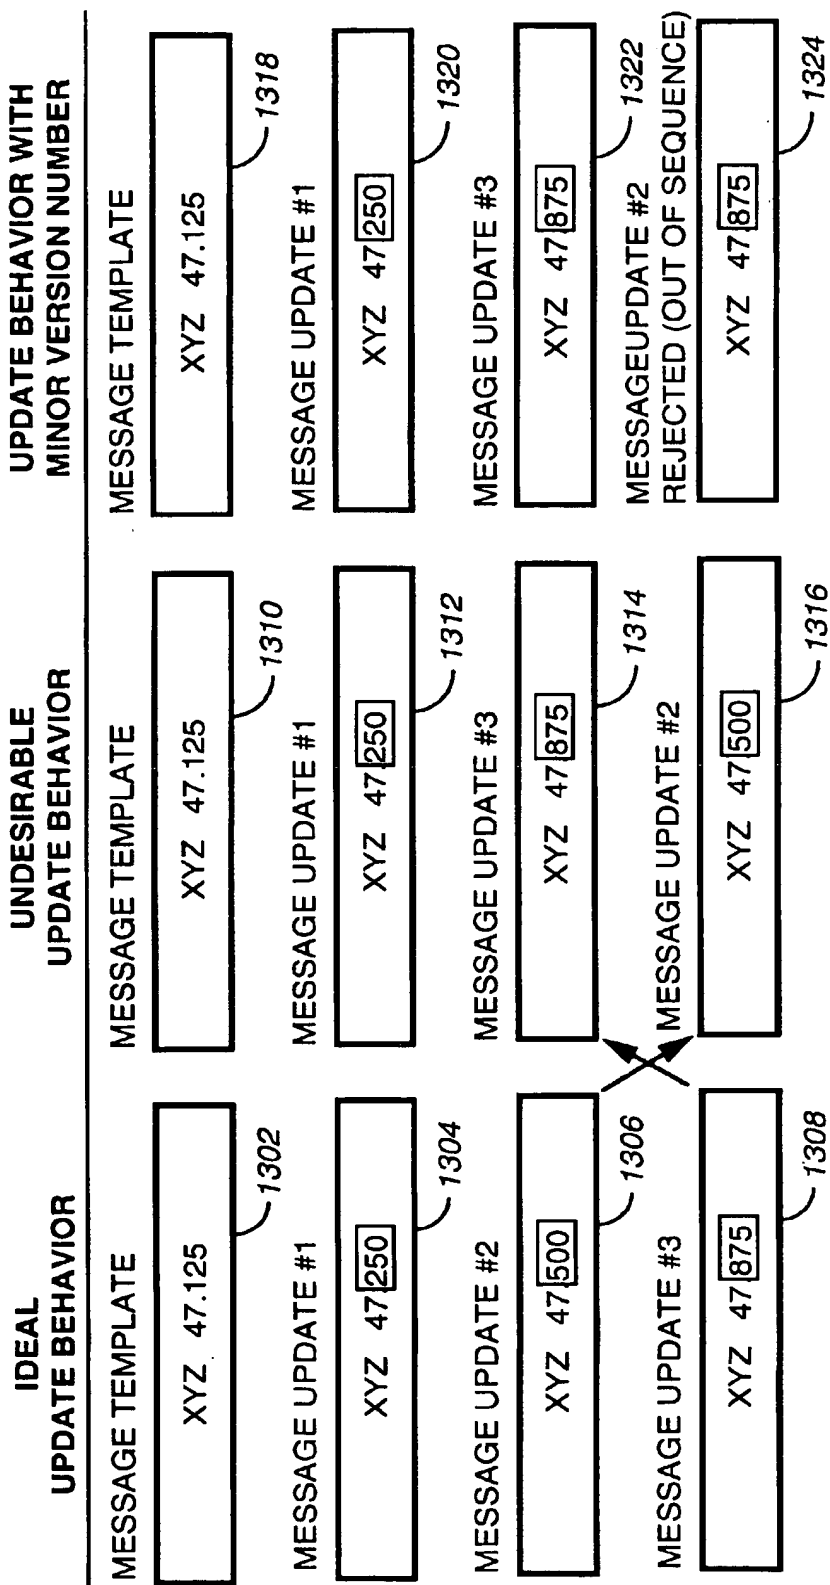 IDEAL
UPDATE BEHAVIOR
MESSAGE TEMPLATE
XYZ 47.125
1302
MESSAGE UPDATE #1
XYZ 47.250
1304
MESSAGE UPDATE #2
XYZ 47.500
1306
MESSAGE UPDATE #3
XYZ 47.875
1308
UNDESIRABLE
UPDATE BEHAVIOR
MESSAGE TEMPLATE
XYZ 47.125
1310
MESSAGE UPDATE #1
XYZ 47.250
1312
MESSAGE UPDATE #3
XYZ 47.875
1314
MESSAGE UPDATE #2
XYZ 47.500
1316
UPDATE BEHAVIOR WITH
MINOR VERSION NUMBER
MESSAGE TEMPLATE
XYZ 47.125
1318
MESSAGE UPDATE #1
XYZ 47.250
1320
MESSAGE UPDATE #3
XYZ 47.875
1322
MESSAGEUPDATE #2
REJECTED (OUT OF SEQUENCE)
XYZ 47.875
1324